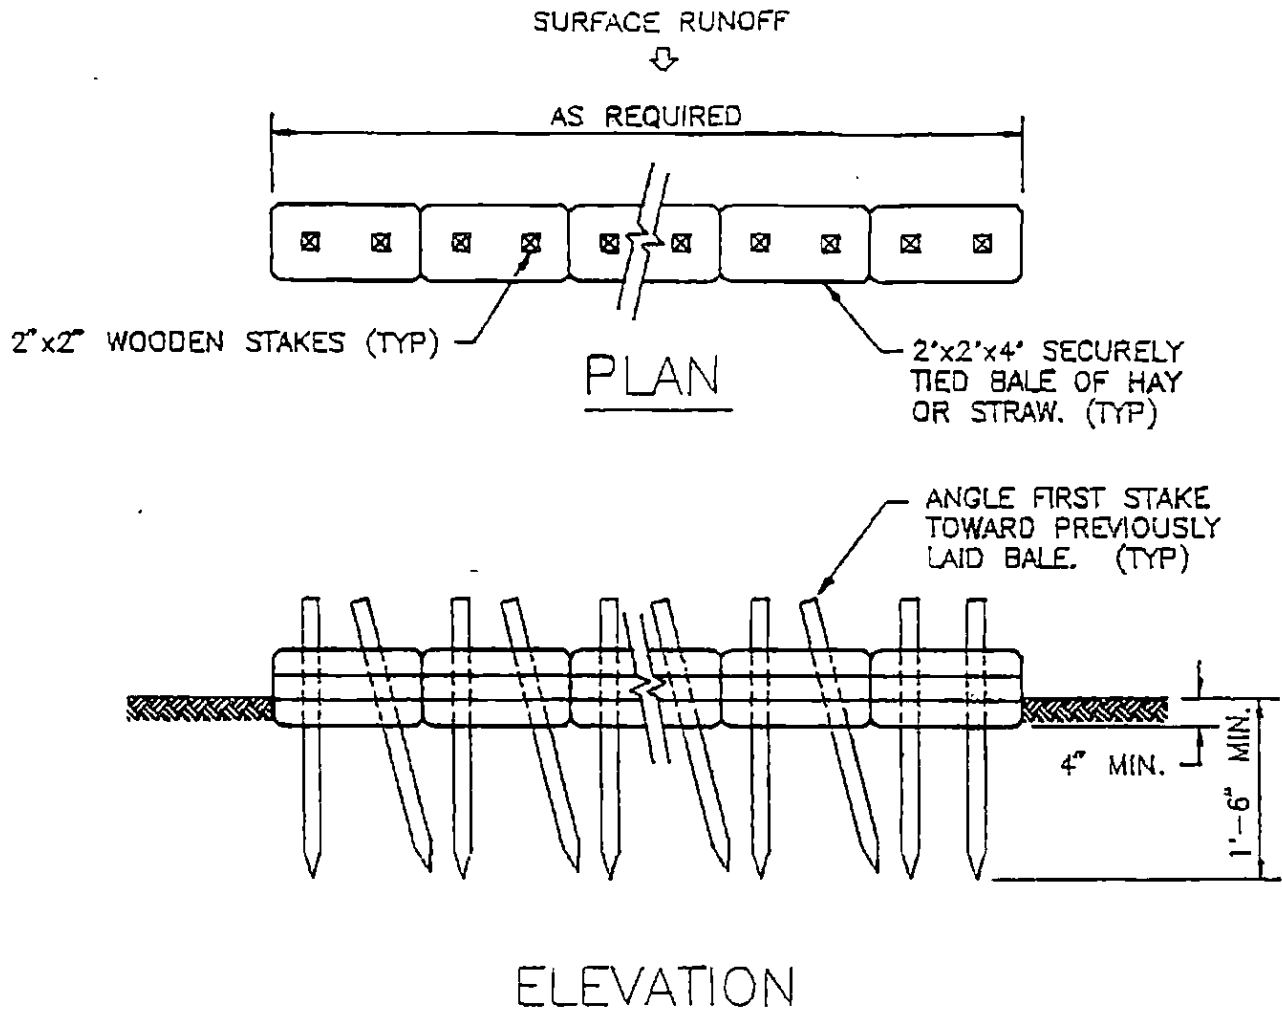 SURFACE RUNOFF
AS REQUIRED
2"x2" WOODEN STAKES (TYP)
2'x2'x4' SECURELY
TIED BALE OF HAY
OR STRAW. (TYP)
PLAN
ANGLE FIRST STAKE
TOWARD PREVIOUSLY
LAID BALE. (TYP)
4" MIN.
1'-6" MIN.
ELEVATION